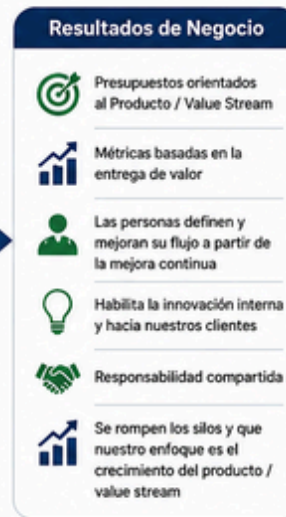 Resultados de Negocio
Presupuestos orientados
al Producto / Value Stream
Métricas basadas en la
entrega de valor
Las personas definen y
mejoran su flujo a partir de
la mejora continua
Habilita la innovación interna
y hacia nuestros clientes
Responsabilidad compartida
Se rompen los silos y que
nuestro enfoque es el
crecimiento del producto /
value stream